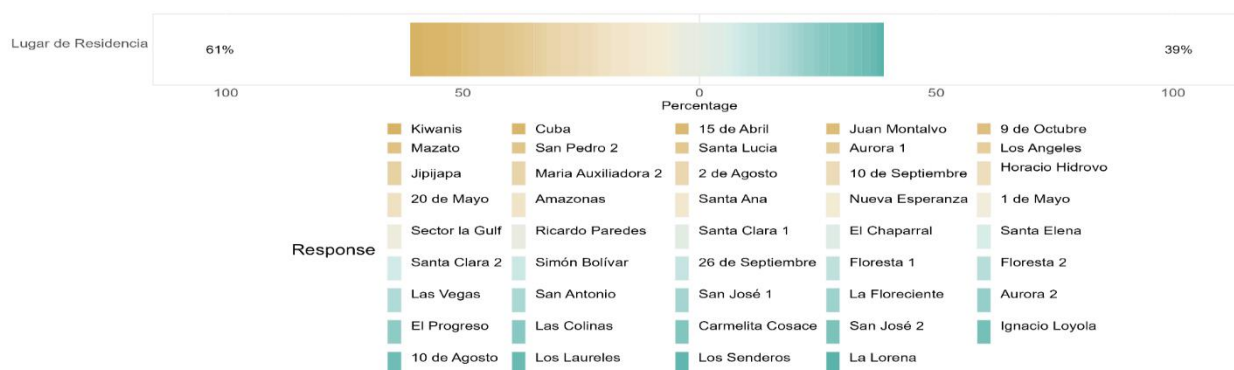 Lugar de Residencia
61%
39%
100 50 0 50 100
Percentage
Response
Kiwanis Cuba 15 de Abril Juan Montalvo 9 de Octubre
Mazato San Pedro 2 Santa Lucia Aurora 1 Los Angeles
Jipijapa Maria Auxiliadora 2 2 de Agosto 10 de Septiembre Horacio Hidrovo
20 de Mayo Amazonas Santa Ana Nueva Esperanza 1 de Mayo
Sector la Gulf Ricardo Paredes Santa Clara 1 El Chaparral Santa Elena
Santa Clara 2 Simón Bolívar 26 de Septiembre Floresta 1 Floresta 2
Las Vegas San Antonio San José 1 La Floreciente Aurora 2
El Progreso Las Colinas Carmelita Cosace San José 2 Ignacio Loyola
10 de Agosto Los Laureles Los Senderos La Lorena